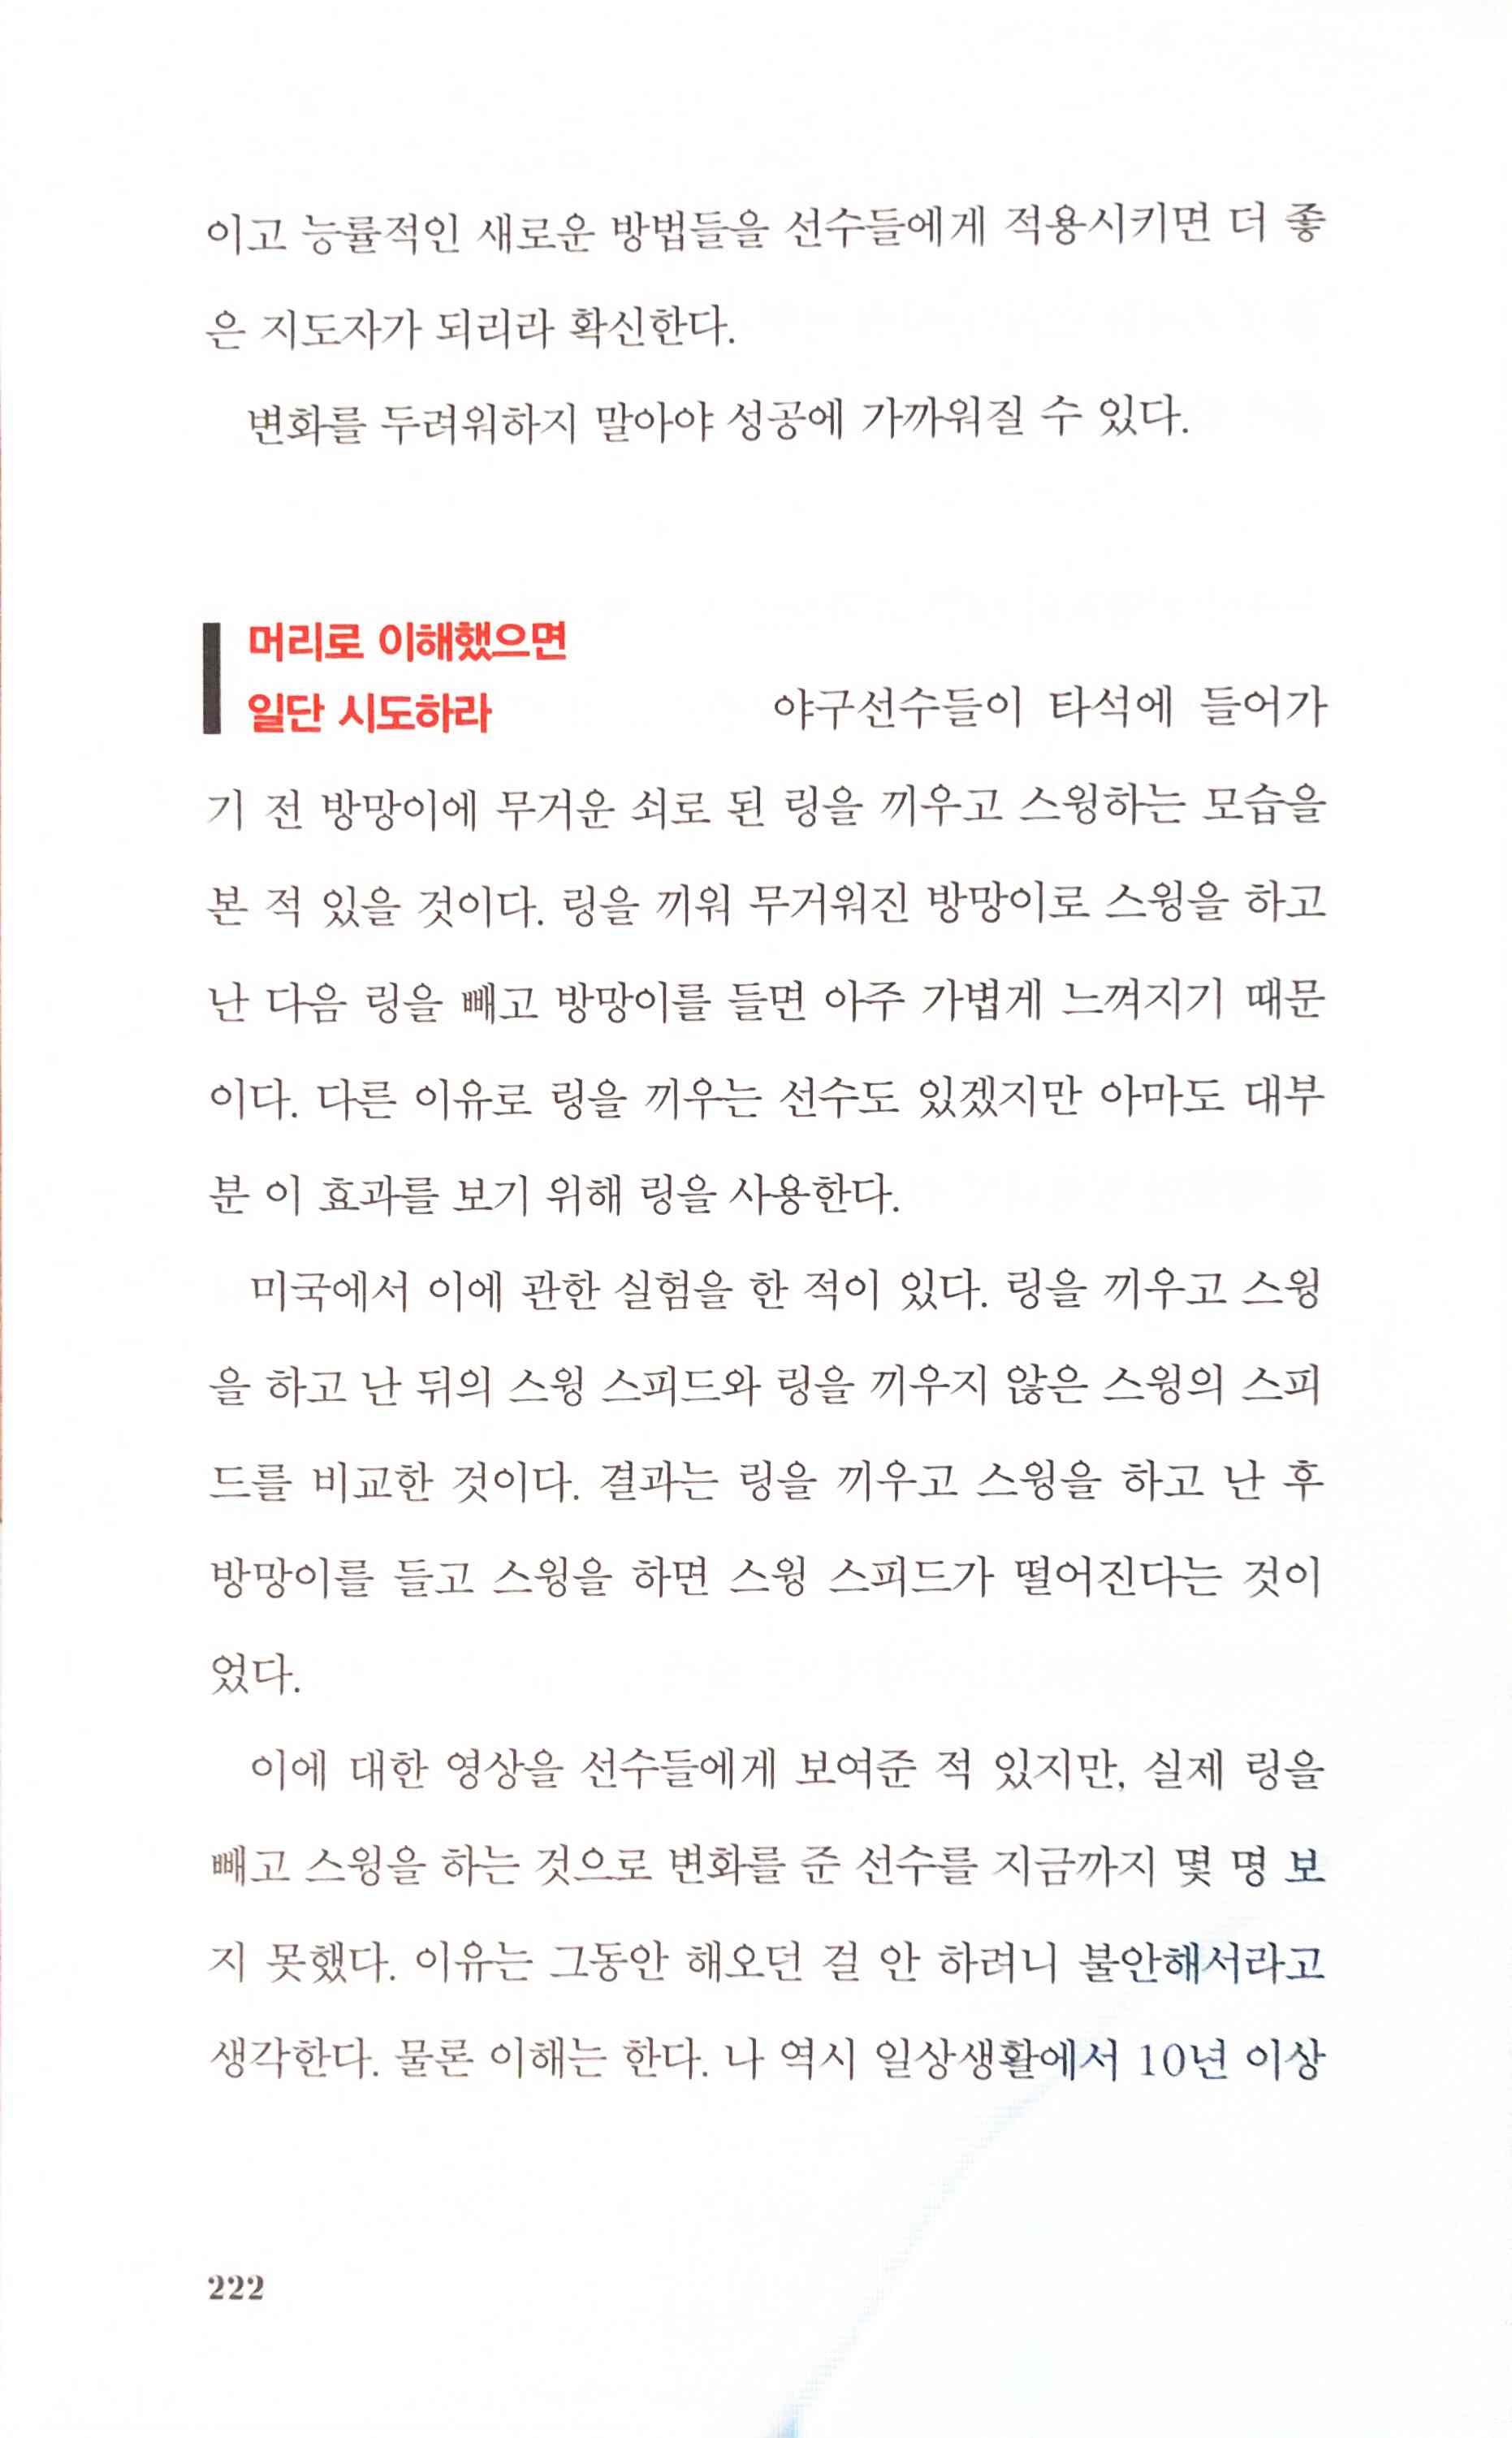 이고 능률적인 새로운 방법들을 선수들에게 적용시키면 더 좋
은 지도자가 되리라 확신한다.
변화를 두려워하지 말아야 성공에 가까워질 수 있다.
머리로 이해했으면
일단 시도하라
야구선수들이 타석에 들어가
기 전 방망이에 무거운 쇠로 된 링을 끼우고 스윙하는 모습을
본 적 있을 것이다. 링을 끼워 무거워진 방망이로 스윙을 하고
난 다음 링을 빼고 방망이를 들면 아주 가볍게 느껴지기 때문
이다. 다른 이유로 링을 끼우는 선수도 있겠지만 아마도 대부
분 이 효과를 보기 위해 링을 사용한다.
미국에서 이에 관한 실험을 한 적이 있다. 링을 끼우고 스윙
을 하고 난 뒤의 스윙 스피드와 링을 끼우지 않은 스윙의 스피
드를 비교한 것이다. 결과는 링을 끼우고 스윙을 하고 난 후
방망이를 들고 스윙을 하면 스윙 스피드가 떨어진다는 것이
었다.
이에 대한 영상을 선수들에게 보여준 적 있지만, 실제 링을
빼고 스윙을 하는 것으로 변화를 준 선수를 지금까지 몇 명 보
지 못했다. 이유는 그동안 해오던 걸 안 하려니 불안해서라고
생각한다. 물론 이해는 한다. 나 역시 일상생활에서 10년 이상
222